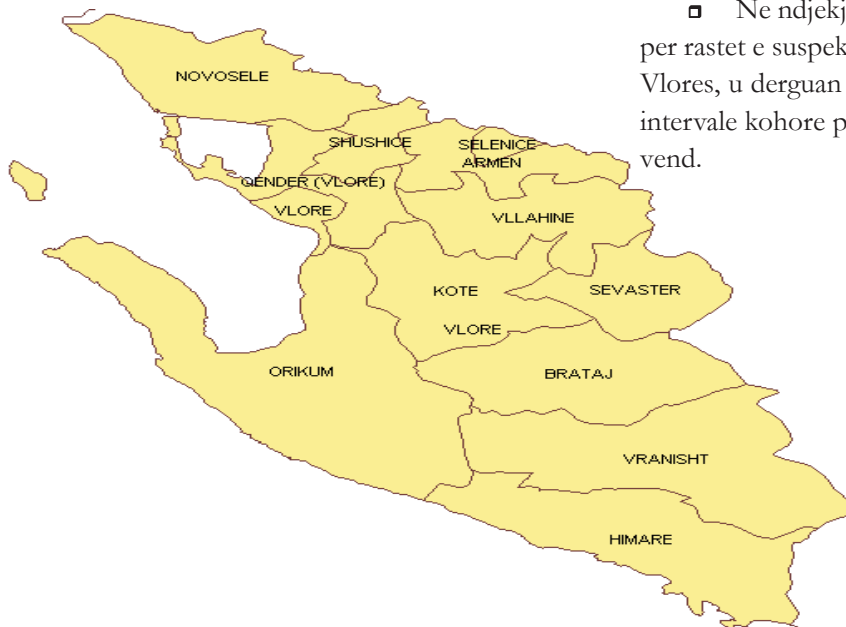 Ne ndjekj
per rastet e suspek
Vlores, u derguan
intervale kohore p
vend.
NOVOSELE
SHUSHICE
SELENICE
ARMEN
QENDER (VLORE)
VLORE
VLLAHINE
KOTE
SEVASTER
VLORE
ORIKUM
BRATAJ
VRANISHT
HIMARE